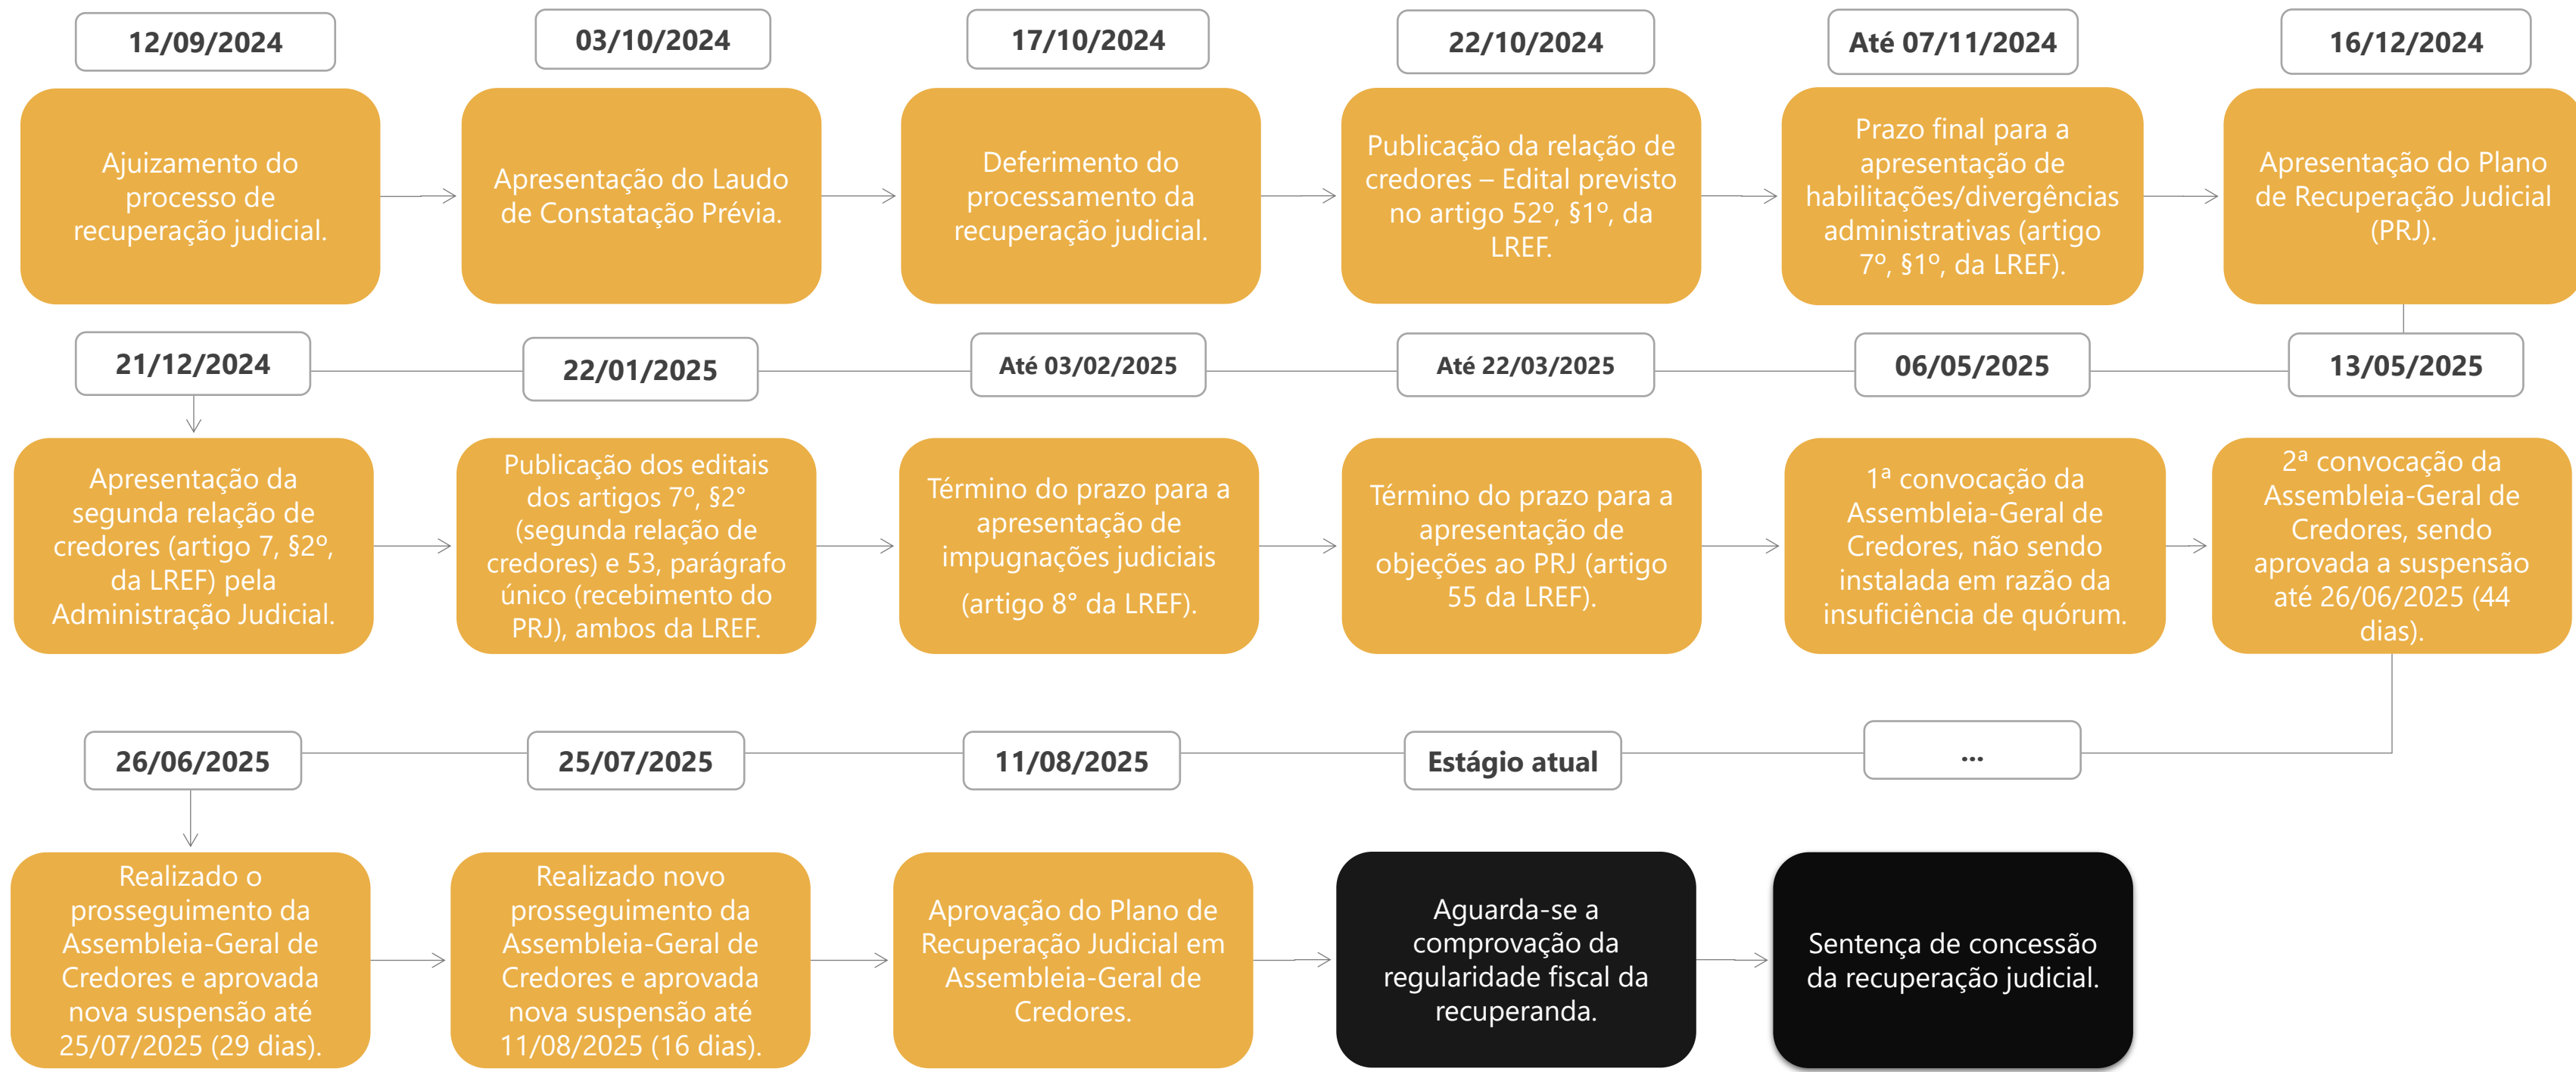 12/09/2024
Ajuizamento do
processo de
recuperação judicial.
03/10/2024
Apresentação do Laudo
de Constatação Prévia.
17/10/2024
Deferimento do
processamento da
recuperação judicial.
22/10/2024
Publicação da relação de
credores – Edital previsto
no artigo 52º, §1º, da
LREF.
Até 07/11/2024
Prazo final para a
apresentação de
habilitações/divergências
administrativas (artigo
7º, §1º, da LREF).
16/12/2024
Apresentação do Plano
de Recuperação Judicial
(PRJ).
21/12/2024
Apresentação da
segunda relação de
credores (artigo 7, §2º,
da LREF) pela
Administração Judicial.
22/01/2025
Publicação dos editais
dos artigos 7º, §2°
(segunda relação de
credores) e 53, parágrafo
único (recebimento do
PRJ), ambos da LREF.
Até 03/02/2025
Término do prazo para a
apresentação de
impugnações judiciais
(artigo 8° da LREF).
Até 22/03/2025
Término do prazo para a
apresentação de
objeções ao PRJ (artigo
55 da LREF).
06/05/2025
1ª convocação da
Assembleia-Geral de
Credores, não sendo
instalada em razão da
insuficiência de quórum.
13/05/2025
2ª convocação da
Assembleia-Geral de
Credores, sendo
aprovada a suspensão
até 26/06/2025 (44
dias).
26/06/2025
Realizado o
prosseguimento da
Assembleia-Geral de
Credores e aprovada
nova suspensão até
25/07/2025 (29 dias).
25/07/2025
Realizado novo
prosseguimento da
Assembleia-Geral de
Credores e aprovada
nova suspensão até
11/08/2025 (16 dias).
11/08/2025
Aprovação do Plano de
Recuperação Judicial em
Assembleia-Geral de
Credores.
Estágio atual
Aguarda-se a
comprovação da
regularidade fiscal da
recuperanda.
...
Sentença de concessão
da recuperação judicial.